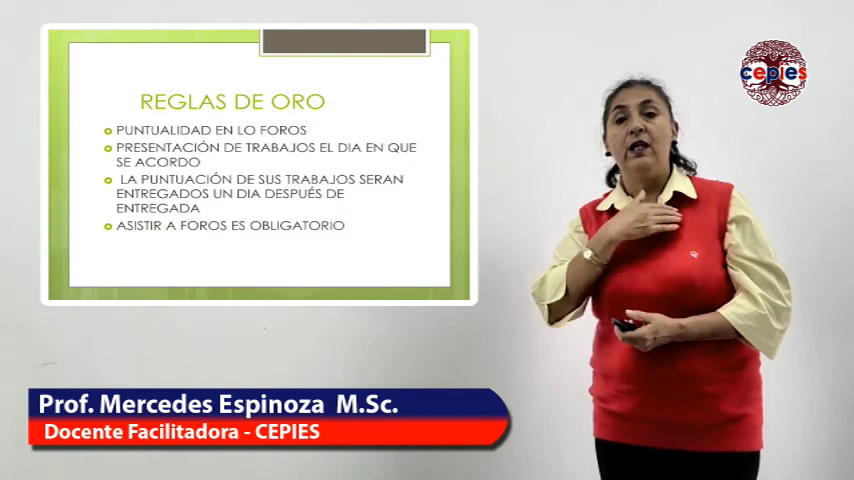 REGLAS DE ORO
PUNTUALIDAD EN LO FOROS
PRESENTACIÓN DE TRABAJOS EL DIA EN QUE
SE ACORDO
LA PUNTUACIÓN DE SUS TRABAJOS SERAN
ENTREGADOS UN DIA DESPUÉS DE
ENTREGADA
ASISTIR A FOROS ES OBLIGATORIO
cepies
Prof. Mercedes Espinoza M.Sc.
Docente Facilitadora - CEPIES